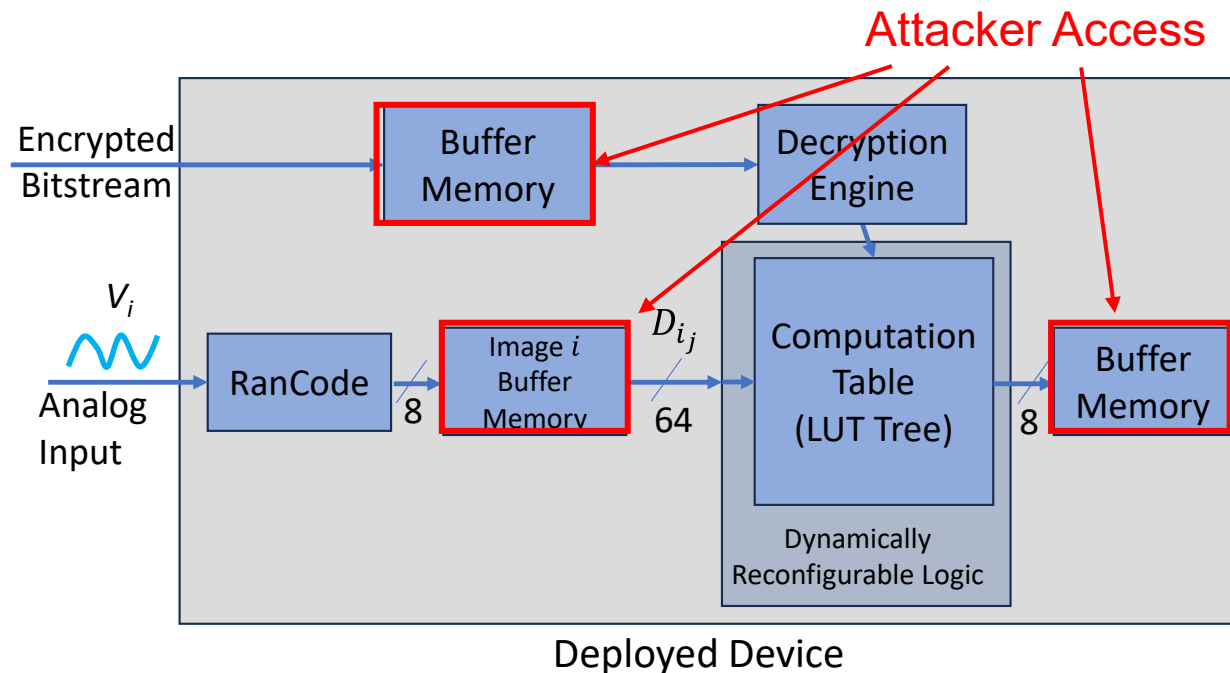 Attacker Access
Encrypted
Bitstream
Buffer
Memory
Decryption
Engine
V_i
Analog
Input
RanCode
8
Image i
Buffer
Memory
D_{i_j}
64
Computation
Table
(LUT Tree)
8
Buffer
Memory
Dynamically
Reconfigurable Logic
Deployed Device